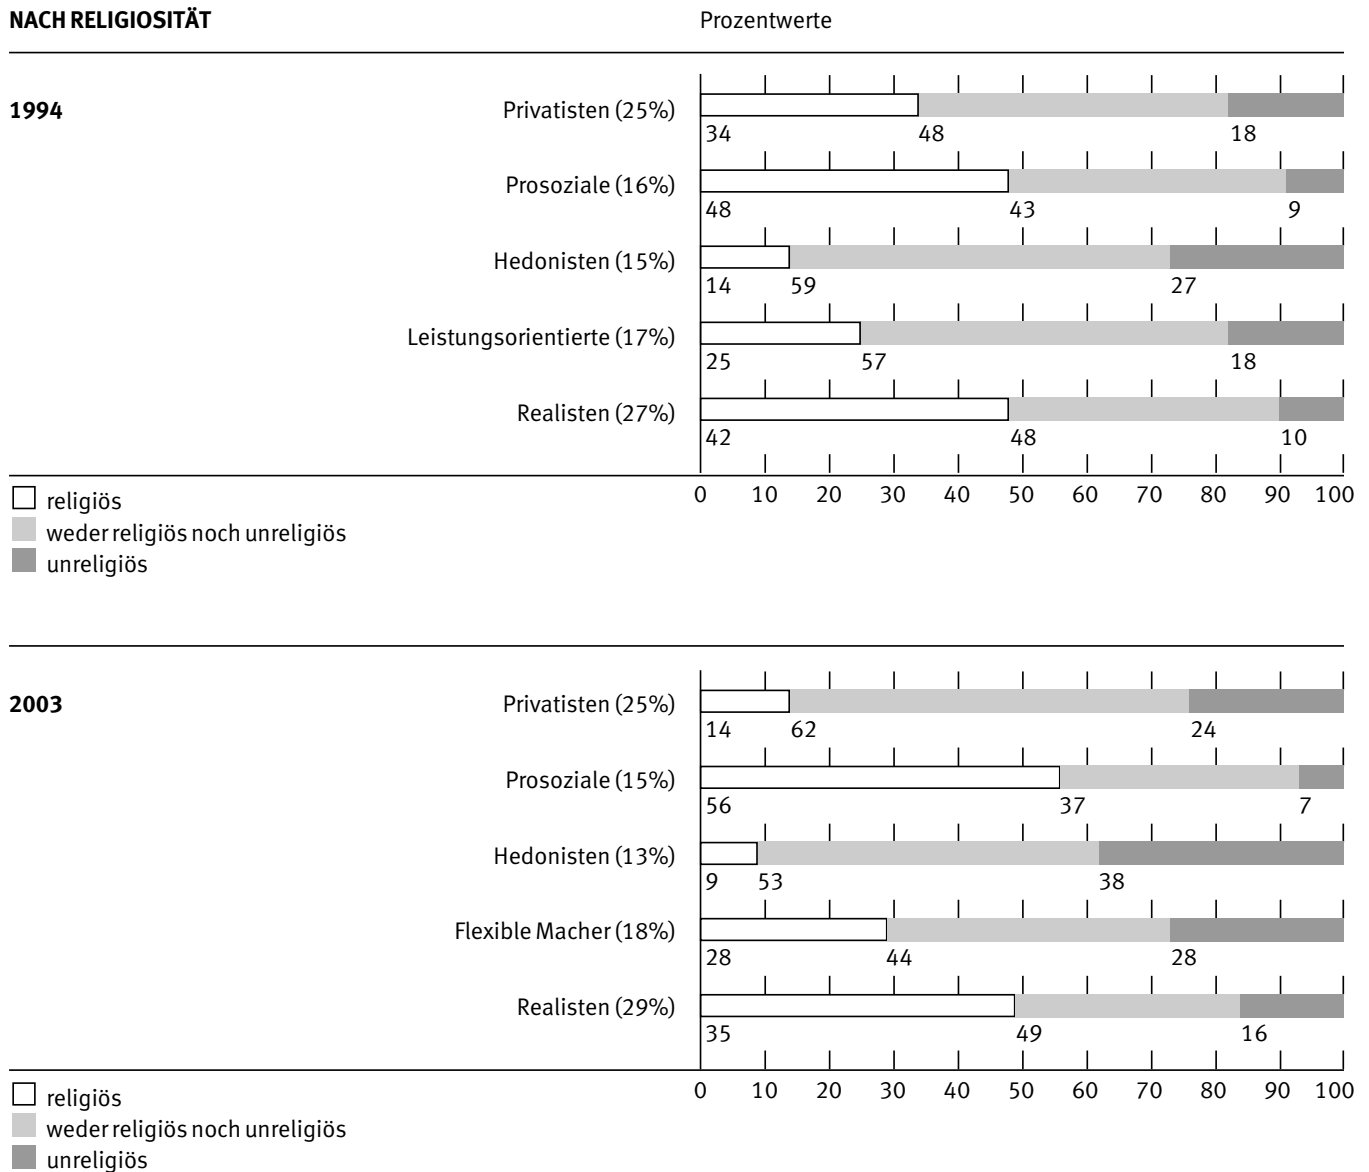 NACH RELIGIOSITÄT Prozentwerte
1994 Privatisten (25%)
34 48 18
Prosoziale (16%)
48 43 9
Hedonisten (15%)
14 59 27
Leistungsorientierte (17%)
25 57 18
Realisten (27%)
42 48 10
0 10 20 30 40 50 60 70 80 90 100
religiös
weder religiös noch unreligiös
unreligiös
2003 Privatisten (25%)
14 62 24
Prosoziale (15%)
56 37 7
Hedonisten (13%)
9 53 38
Flexible Macher (18%)
28 44 28
Realisten (29%)
35 49 16
0 10 20 30 40 50 60 70 80 90 100
religiös
weder religiös noch unreligiös
unreligiös